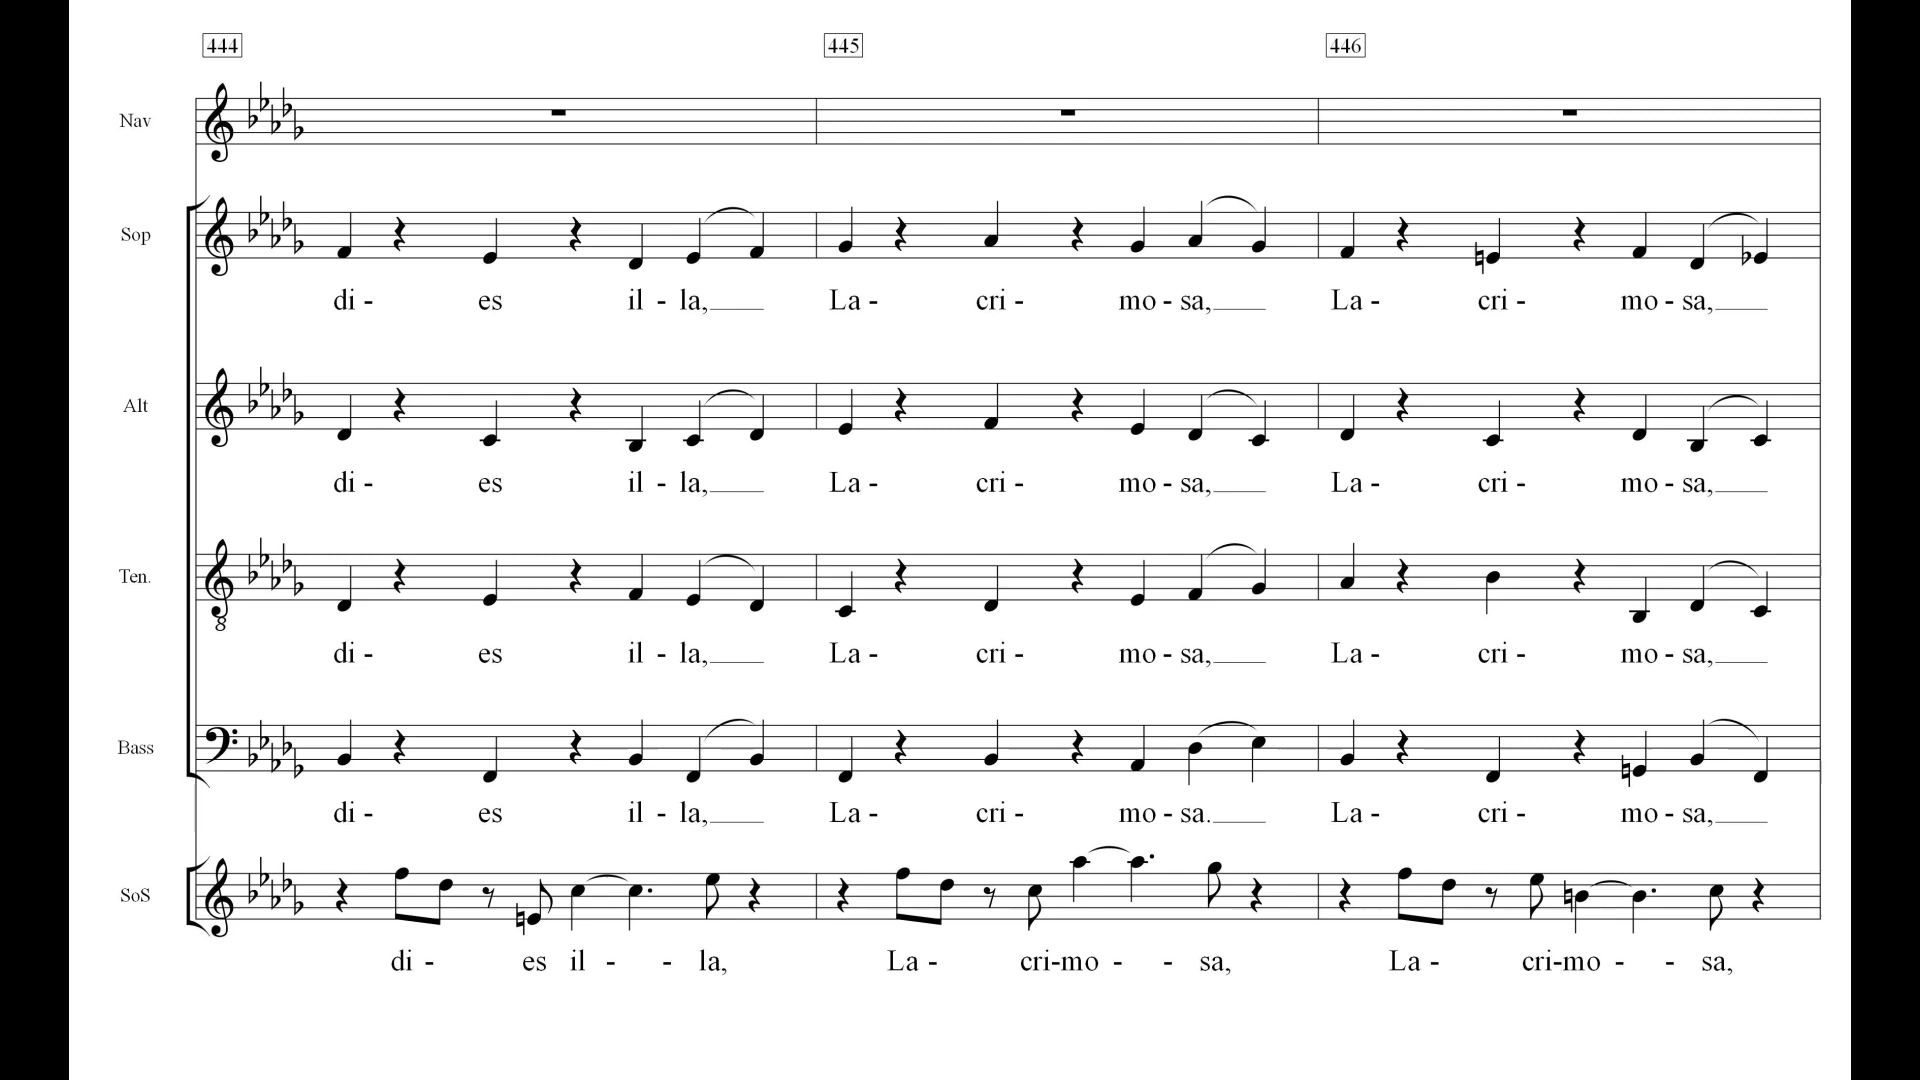 444 445 446
Nav
Sop
di - es il - la, La - cri - mo - sa, La - cri - mo - sa,
Alt
di - es il - la, La - cri - mo - sa, La - cri - mo - sa,
Ten.
8
di - es il - la, La - cri - mo - sa, La - cri - mo - sa,
Bass
di - es il - la, La - cri - mo - sa. La - cri - mo - sa,
SoS
di - es il - - la, La - cri-mo - - sa, La - cri-mo - - sa,